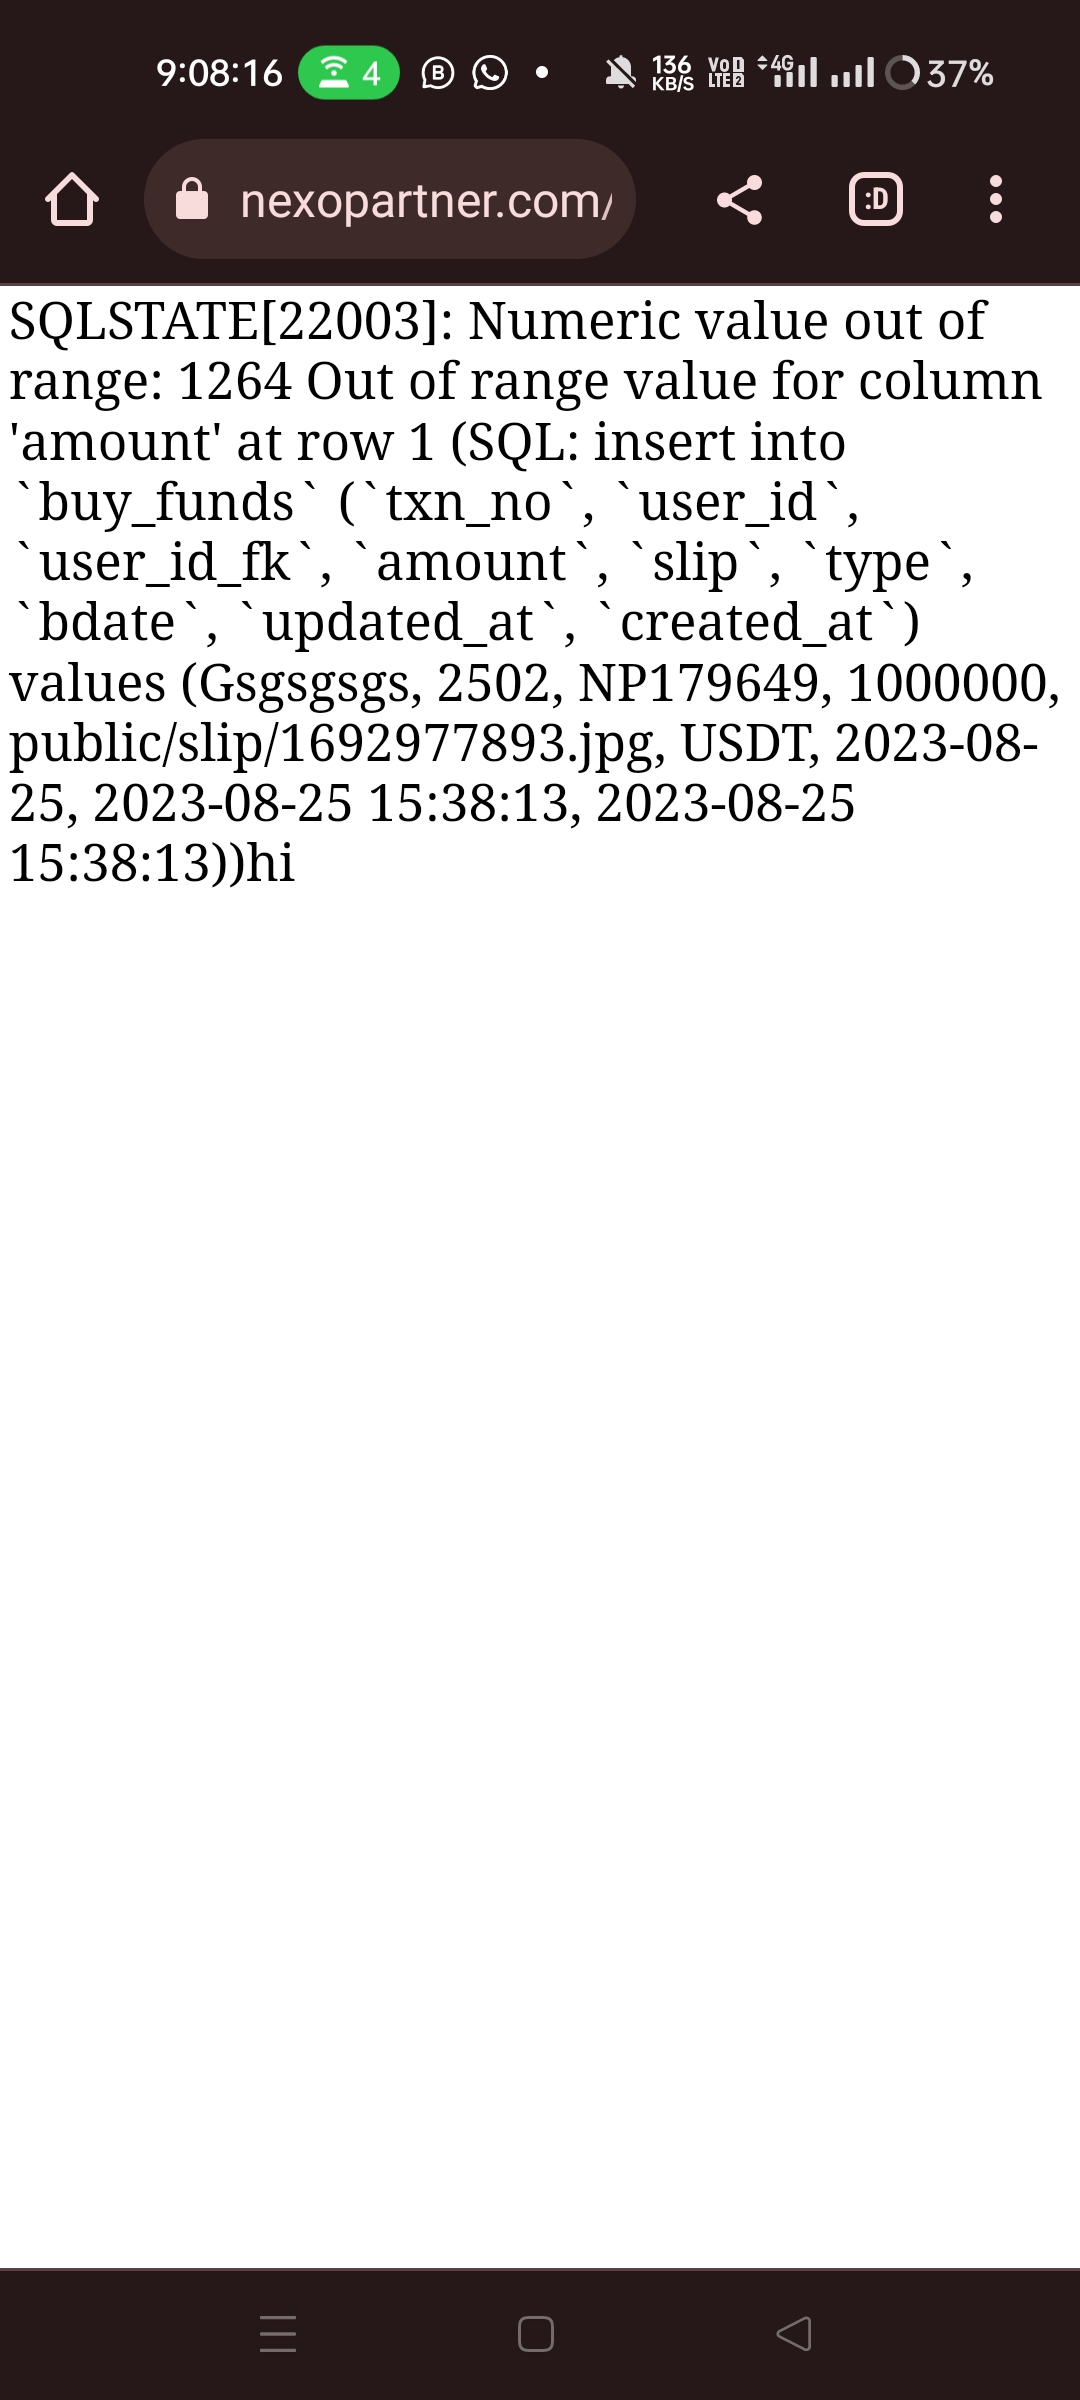 9:08:16 4 B 136 KB/S VoD LTE2 4G 37%
nexopartner.com/ :D
SQLSTATE[22003]: Numeric value out of
range: 1264 Out of range value for column
'amount' at row 1 (SQL: insert into
`buy_funds` (`txn_no`, `user_id`,
`user_id_fk`, `amount`, `slip`, `type`,
`bdate`, `updated_at`, `created_at`)
values (Gsgsgsgs, 2502, NP179649, 1000000,
public/slip/1692977893.jpg, USDT, 2023-08-
25, 2023-08-25 15:38:13, 2023-08-25
15:38:13))hi